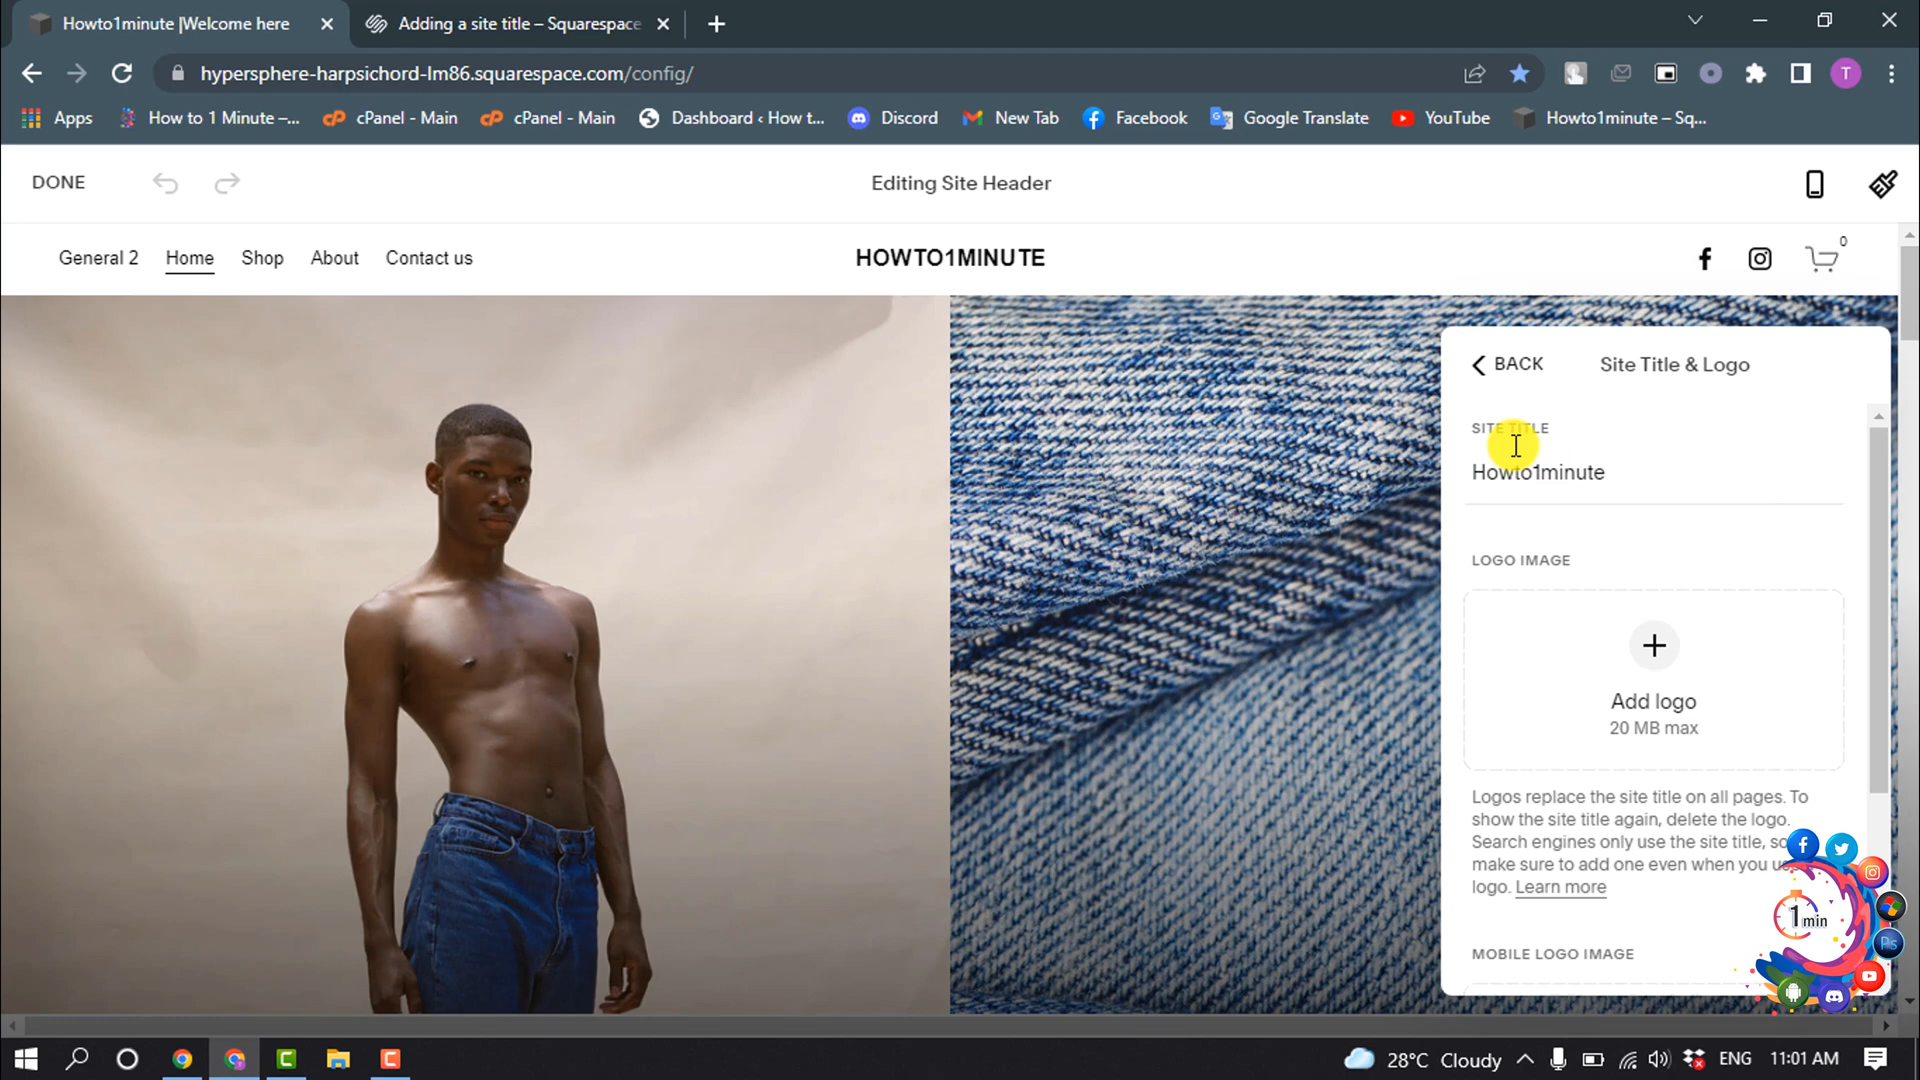 Howto1minute |Welcome here
Adding a site title – Squarespace
hypersphere-harpsichord-lm86.squarespace.com/config/
T
Apps
How to 1 Minute –...
cPanel - Main
cPanel - Main
Dashboard ‹ How t...
Discord
New Tab
Facebook
Google Translate
YouTube
Howto1minute – Sq...
DONE
Editing Site Header
General 2
Home
Shop
About
Contact us
HOWTO1MINUTE
0
BACK
Site Title & Logo
SITE TITLE
Howto1minute
LOGO IMAGE
Add logo
20 MB max
Logos replace the site title on all pages. To
show the site title again, delete the logo.
Search engines only use the site title, so
make sure to add one even when you
logo. Learn more
1 min
Ps
MOBILE LOGO IMAGE
28°C Cloudy
ENG
11:01 AM